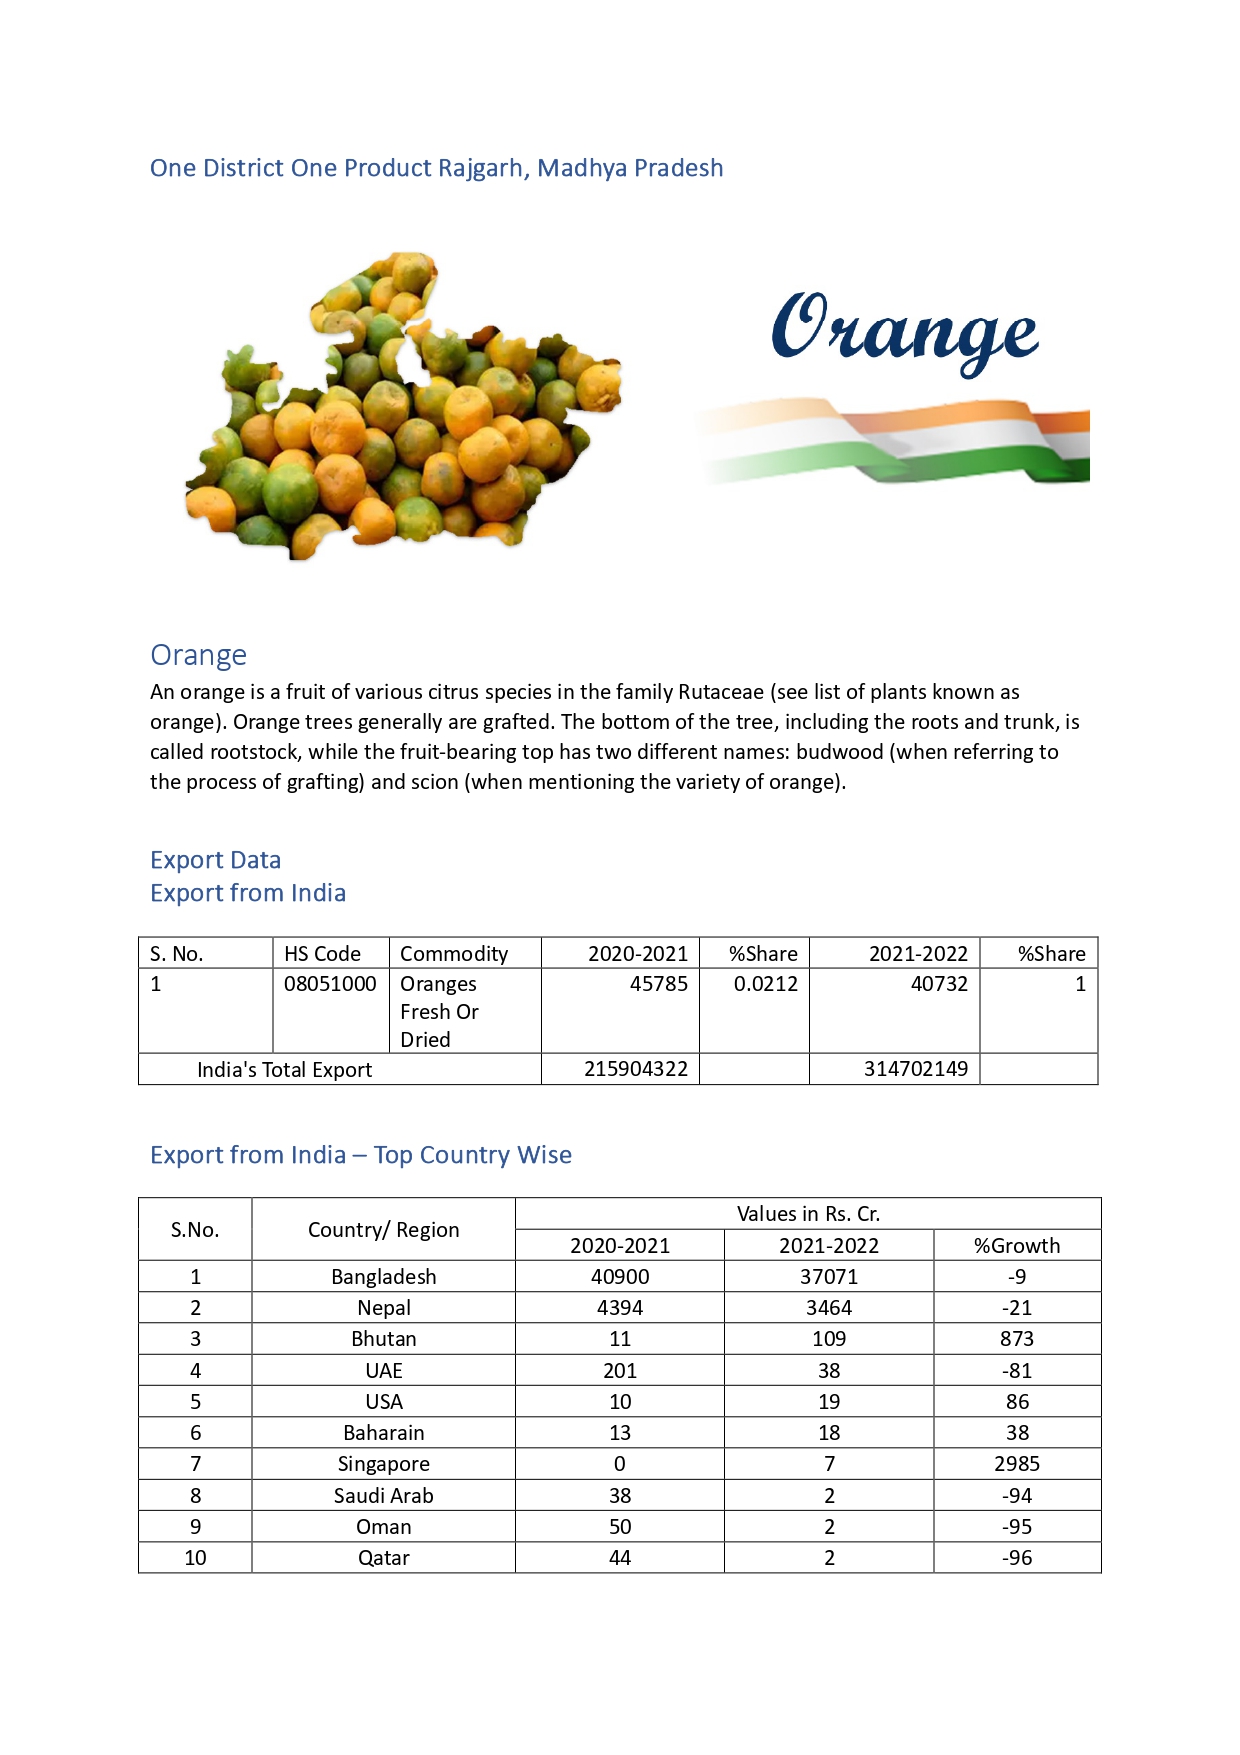 One District One Product Rajgarh, Madhya Pradesh
Orange
Orange
An orange is a fruit of various citrus species in the family Rutaceae (see list of plants known as
orange). Orange trees generally are grafted. The bottom of the tree, including the roots and trunk, is
called rootstock, while the fruit-bearing top has two different names: budwood (when referring to
the process of grafting) and scion (when mentioning the variety of orange).
Export Data
Export from India
S. No. HS Code Commodity 2020-2021 %Share 2021-2022 %Share
1 08051000 Oranges 45785 0.0212 40732 1
Fresh Or
Dried
India's Total Export 215904322 314702149
Export from India – Top Country Wise
Values in Rs. Cr.
S.No. Country/ Region
2020-2021 2021-2022 %Growth
1 Bangladesh 40900 37071 -9
2 Nepal 4394 3464 -21
3 Bhutan 11 109 873
4 UAE 201 38 -81
5 USA 10 19 86
6 Baharain 13 18 38
7 Singapore 0 7 2985
8 Saudi Arab 38 2 -94
9 Oman 50 2 -95
10 Qatar 44 2 -96